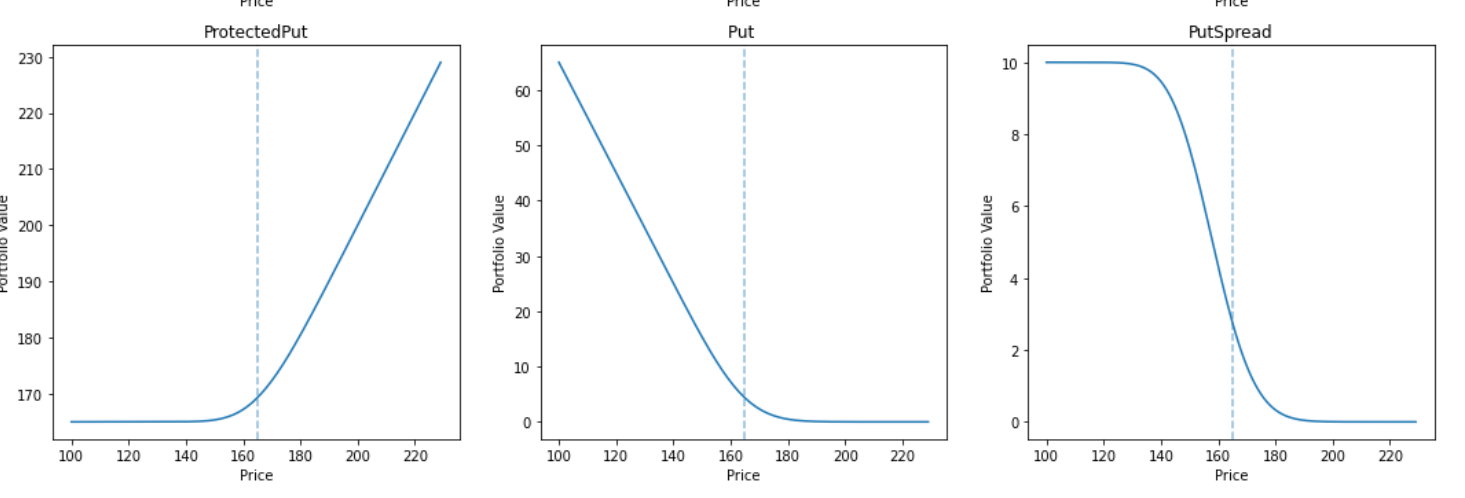 Price Price Price
ProtectedPut Put PutSpread
230
220
210
200
190
180
170
Portfolio Value
100 120 140 160 180 200 220
Price
60
50
40
30
20
10
0
Portfolio Value
100 120 140 160 180 200 220
Price
10
8
6
4
2
0
Portfolio Value
100 120 140 160 180 200 220
Price